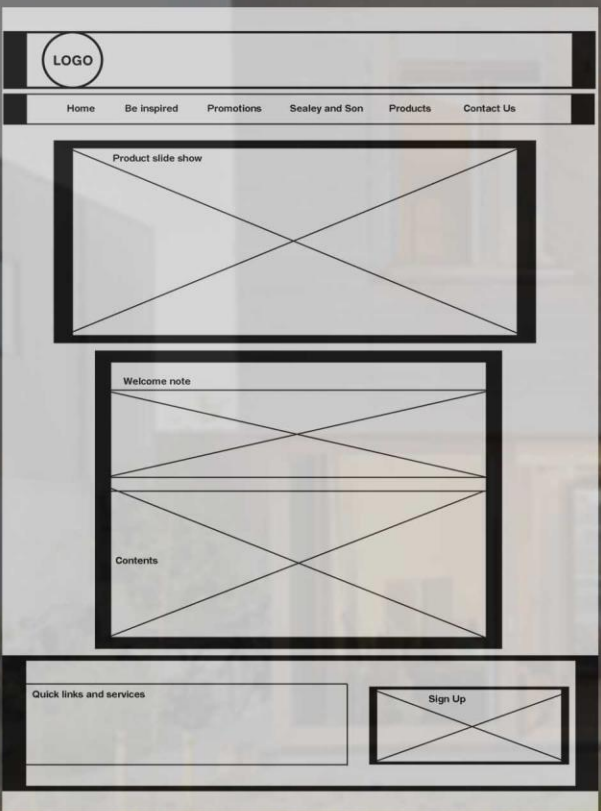 LOGO
Home Be inspired Promotions Sealey and Son Products Contact Us
Product slide show
Welcome note
Contents
Quick links and services
Sign Up